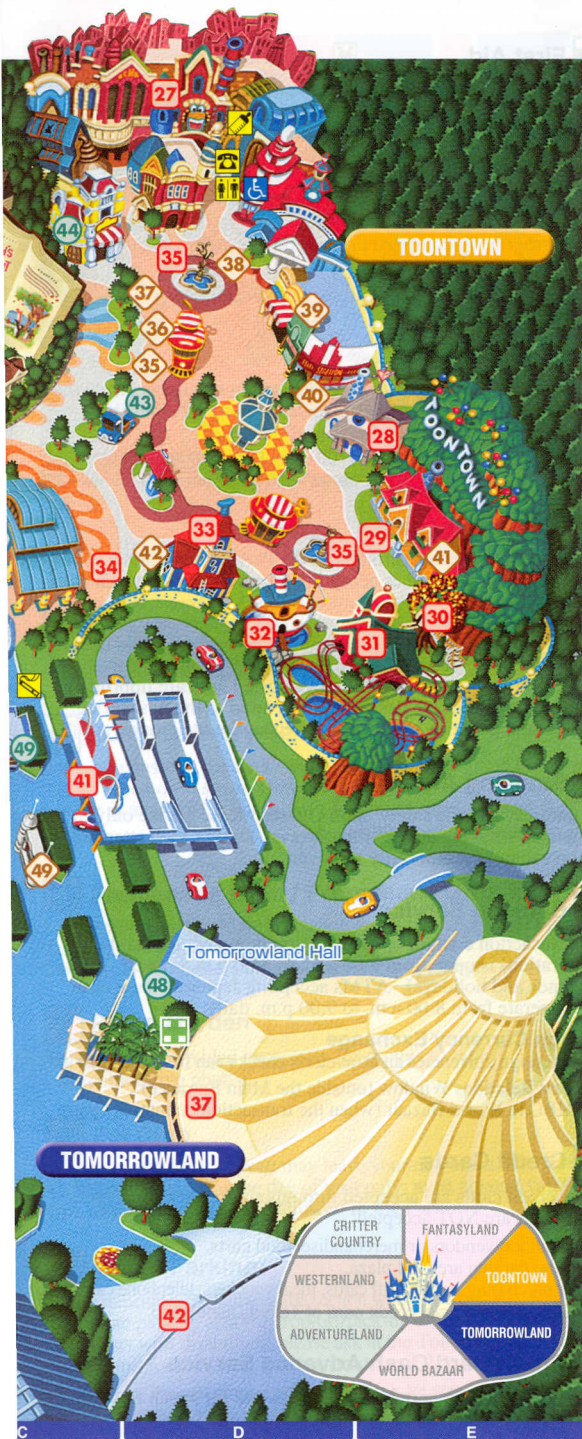 27
44
TOONTOWN
35
38
37
36
39
35
43
40
28
TOONTOWN
33
42
34
35
29
41
30
32
31
49
41
49
Tomorrowland Hall
48
37
TOMORROWLAND
42
CRITTER
COUNTRY
FANTASYLAND
WESTERNLAND
TOONTOWN
ADVENTURELAND
TOMORROWLAND
WORLD BAZAAR
C
D
E